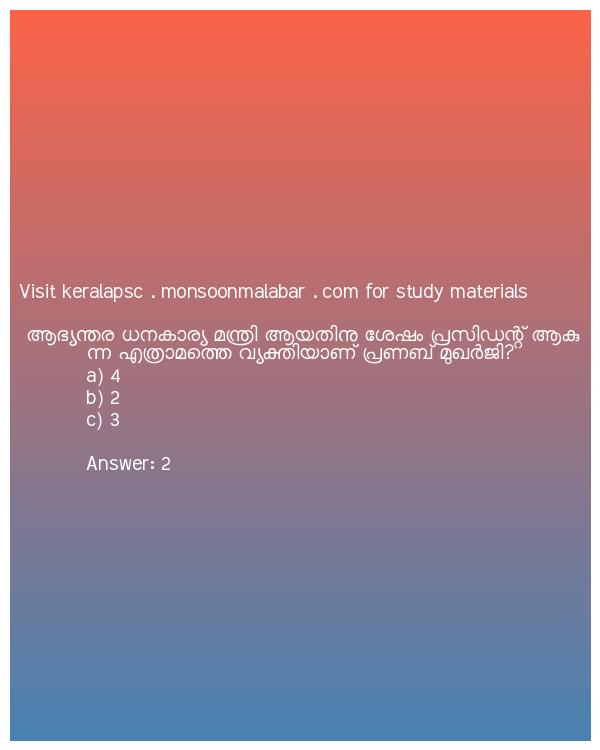 Visit keralapsc . monsoonmalabar . com for study materials
ആഭ്യന്തര ധനകാര്യ മന്ത്രി ആയതിനു ശേഷം പ്രസിഡന്റ് ആകു
ന്ന എത്രാമത്തെ വ്യക്തിയാണ് പ്രണബ് മുഖർജി?
a) 4
b) 2
c) 3
Answer: 2